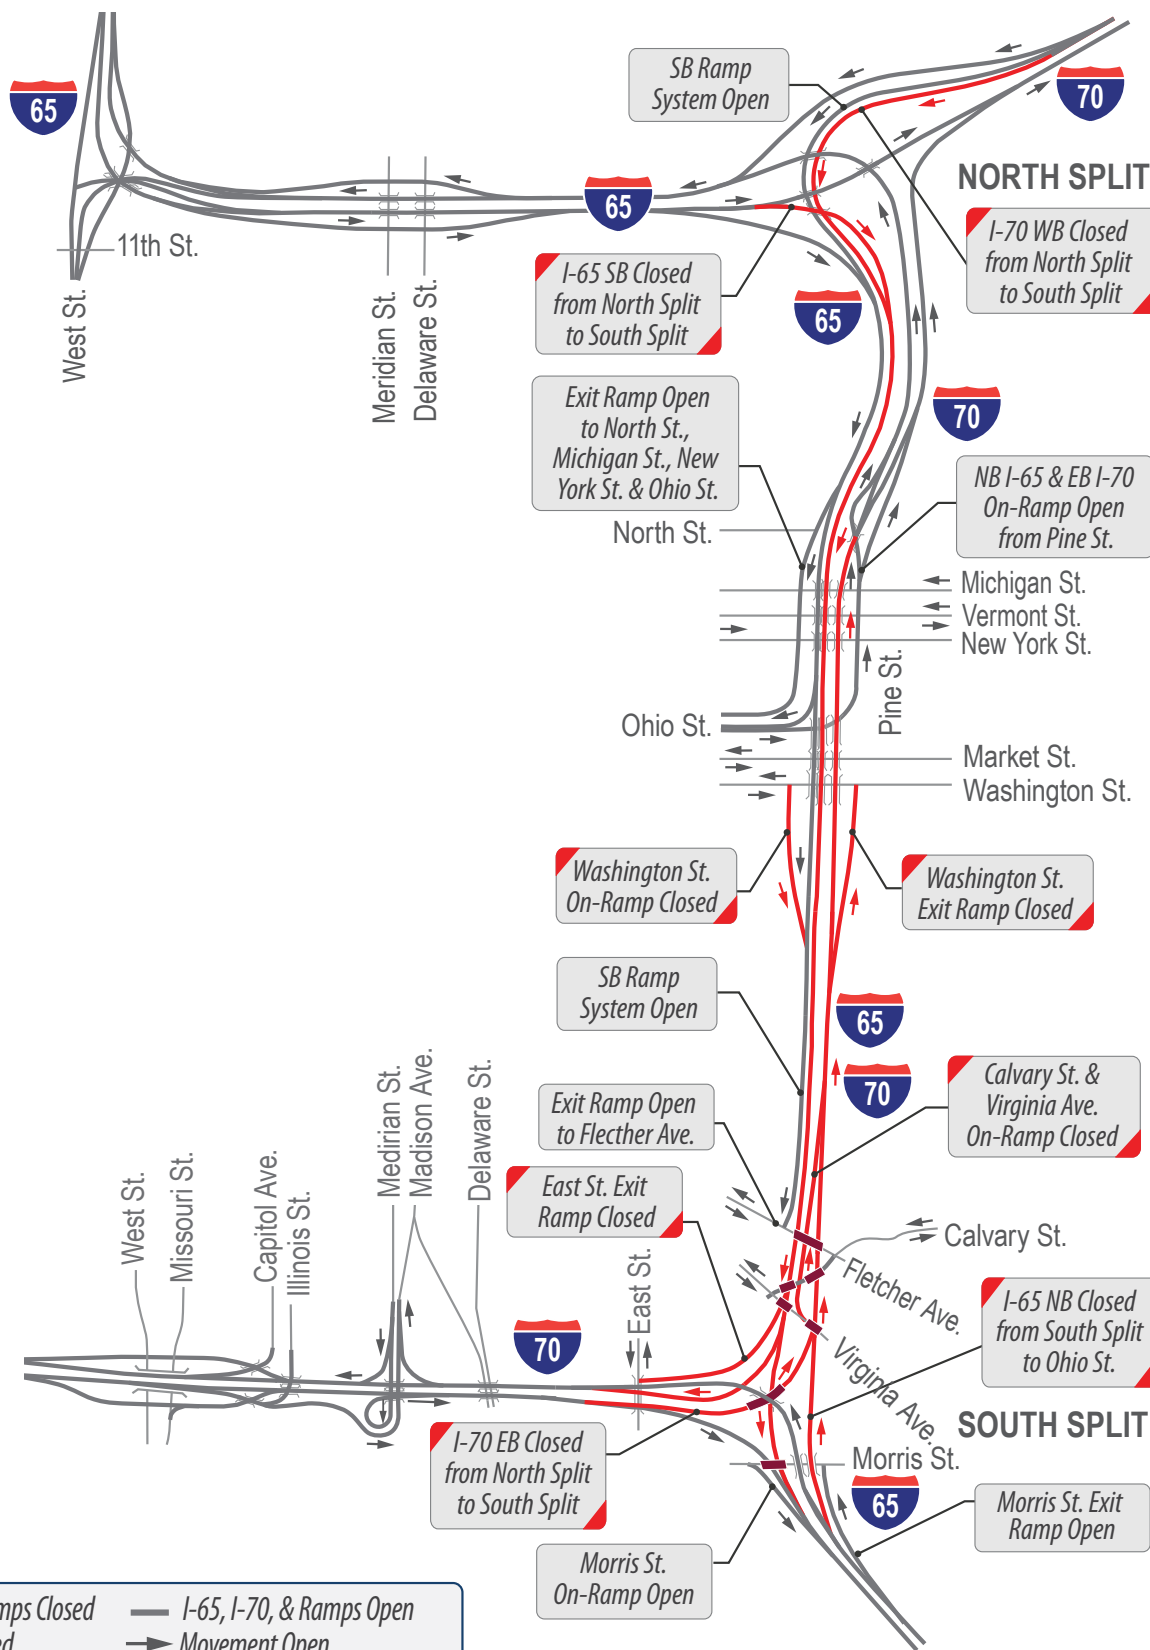 65
SB Ramp
System Open
70
NORTH SPLIT
65
I-70 WB Closed
from North Split
to South Split
11th St.
I-65 SB Closed
from North Split
to South Split
65
West St.
Meridian St.
Delaware St.
Exit Ramp Open
to North St.,
Michigan St., New
York St. & Ohio St.
70
NB I-65 & EB I-70
On-Ramp Open
from Pine St.
North St.
Michigan St.
Vermont St.
New York St.
Pine St.
Ohio St.
Market St.
Washington St.
Washington St.
On-Ramp Closed
Washington St.
Exit Ramp Closed
SB Ramp
System Open
65
70
Calvary St. &
Virginia Ave.
On-Ramp Closed
Exit Ramp Open
to Flecther Ave.
East St. Exit
Ramp Closed
West St.
Missouri St.
Capitol Ave.
Illinois St.
Medirian St.
Madison Ave.
Delaware St.
East St.
Calvary St.
Fletcher Ave.
Virginia Ave.
I-65 NB Closed
from South Split
to Ohio St.
70
SOUTH SPLIT
I-70 EB Closed
from North Split
to South Split
Morris St.
65
Morris St. Exit
Ramp Open
Morris St.
On-Ramp Open
mps Closed
I-65, I-70, & Ramps Open
ed
Movement Open